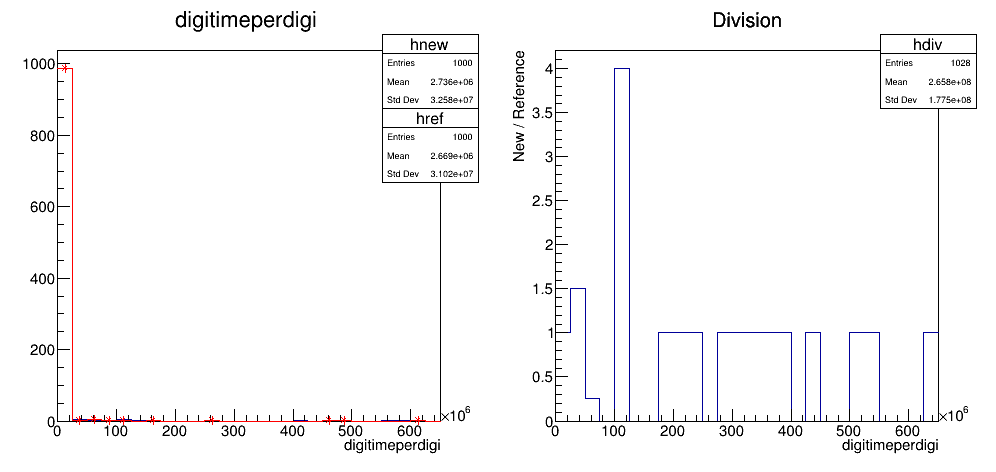 digitimeperdigi
hnew
Entries 1000
Mean 2.736e+06
Std Dev 3.258e+07
href
Entries 1000
Mean 2.669e+06
Std Dev 3.102e+07
1000
800
600
400
200
0
0 100 200 300 400 500 600
×10⁶
digitimeperdigi
Division
hdiv
Entries 1028
Mean 2.658e+08
Std Dev 1.775e+08
New / Reference
4
3.5
3
2.5
2
1.5
1
0.5
0
0 100 200 300 400 500 600
×10⁶
digitimeperdigi